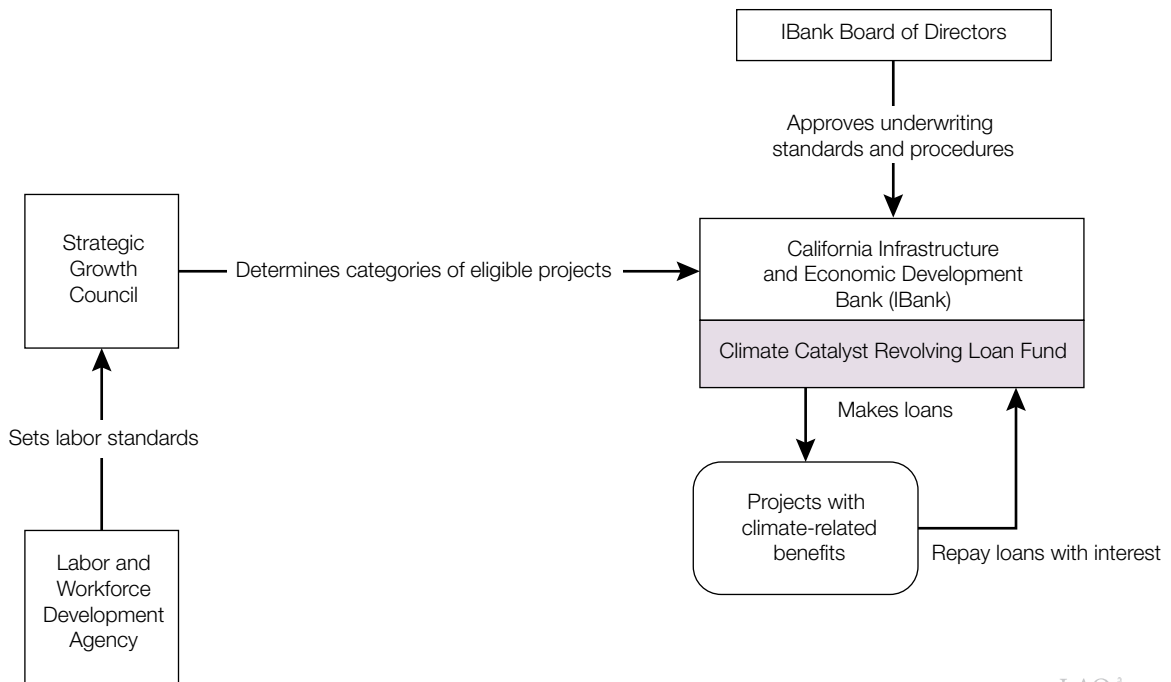 IBank Board of Directors
Approves underwriting
standards and procedures
Strategic
Growth
Council
Determines categories of eligible projects
California Infrastructure
and Economic Development
Bank (IBank)
Climate Catalyst Revolving Loan Fund
Makes loans
Sets labor standards
Projects with
climate-related
benefits
Repay loans with interest
Labor and
Workforce
Development
Agency